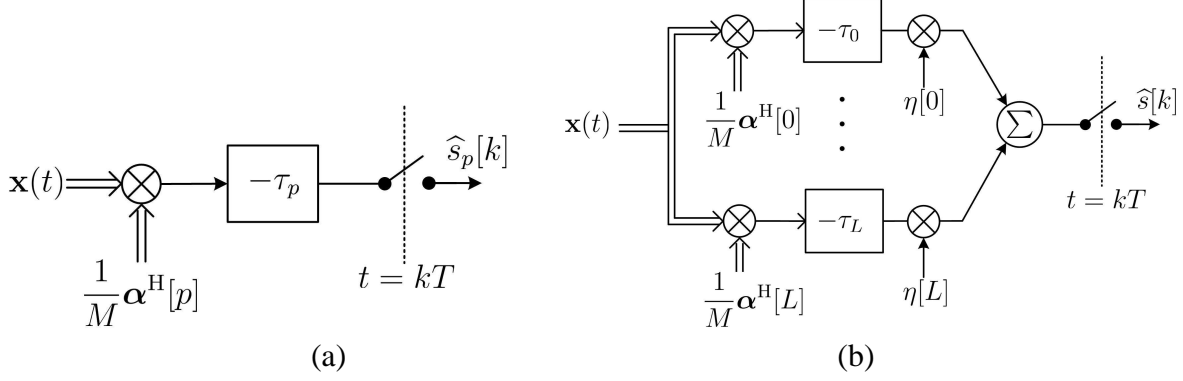 x(t)
1/M α^H[p]
−τ_p
ŝ_p[k]
t = kT
(a)
x(t)
1/M α^H[0]
−τ_0
η[0]
1/M α^H[L]
−τ_L
η[L]
∑
ŝ[k]
t = kT
(b)